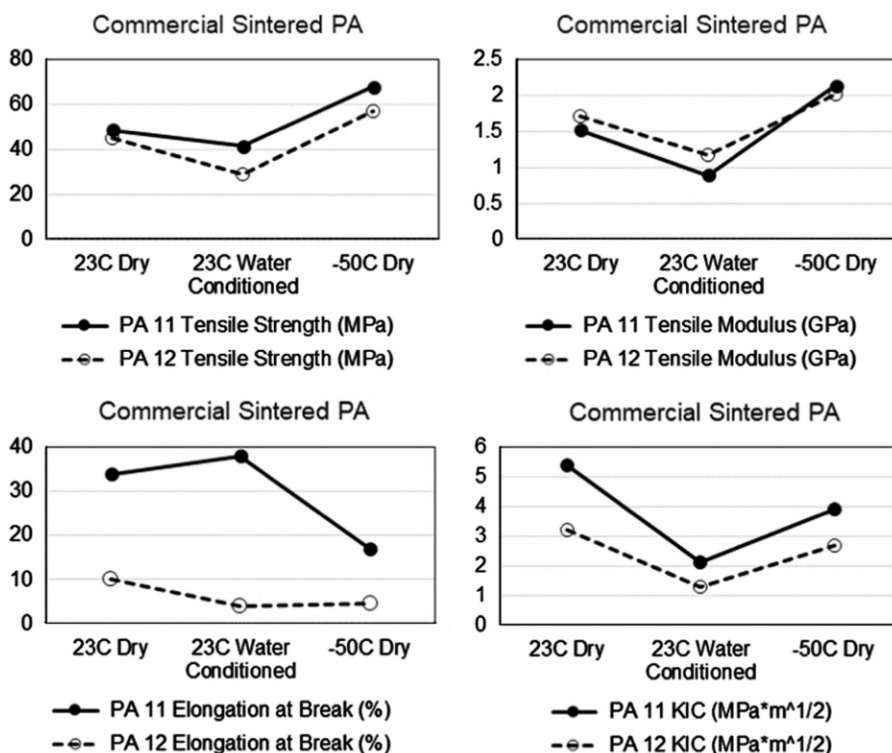 Commercial Sintered PA
80
60
40
20
0
23C Dry 23C Water -50C Dry
Conditioned
PA 11 Tensile Strength (MPa)
PA 12 Tensile Strength (MPa)
Commercial Sintered PA
2.5
2
1.5
1
0.5
0
23C Dry 23C Water -50C Dry
Conditioned
PA 11 Tensile Modulus (GPa)
PA 12 Tensile Modulus (GPa)
Commercial Sintered PA
40
30
20
10
0
23C Dry 23C Water -50C Dry
Conditioned
PA 11 Elongation at Break (%)
PA 12 Elongation at Break (%)
Commercial Sintered PA
6
5
4
3
2
1
0
23C Dry 23C Water -50C Dry
Conditioned
PA 11 KIC (MPa*m^1/2)
PA 12 KIC (MPa*m^1/2)